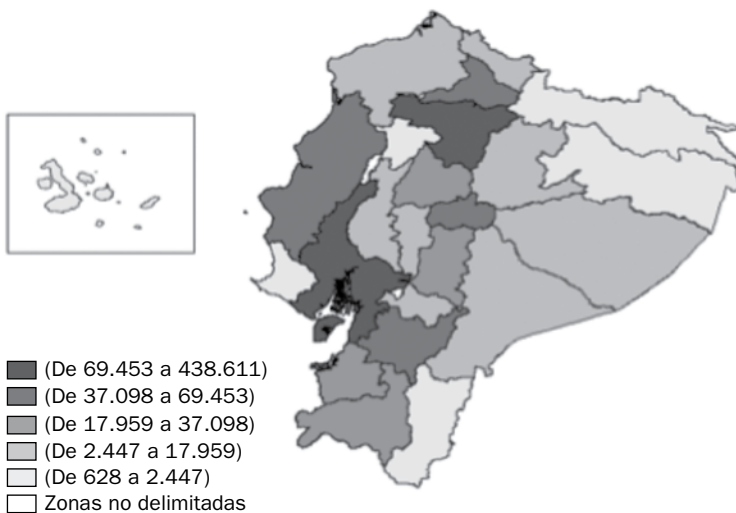 (De 69.453 a 438.611)
(De 37.098 a 69.453)
(De 17.959 a 37.098)
(De 2.447 a 17.959)
(De 628 a 2.447)
Zonas no delimitadas